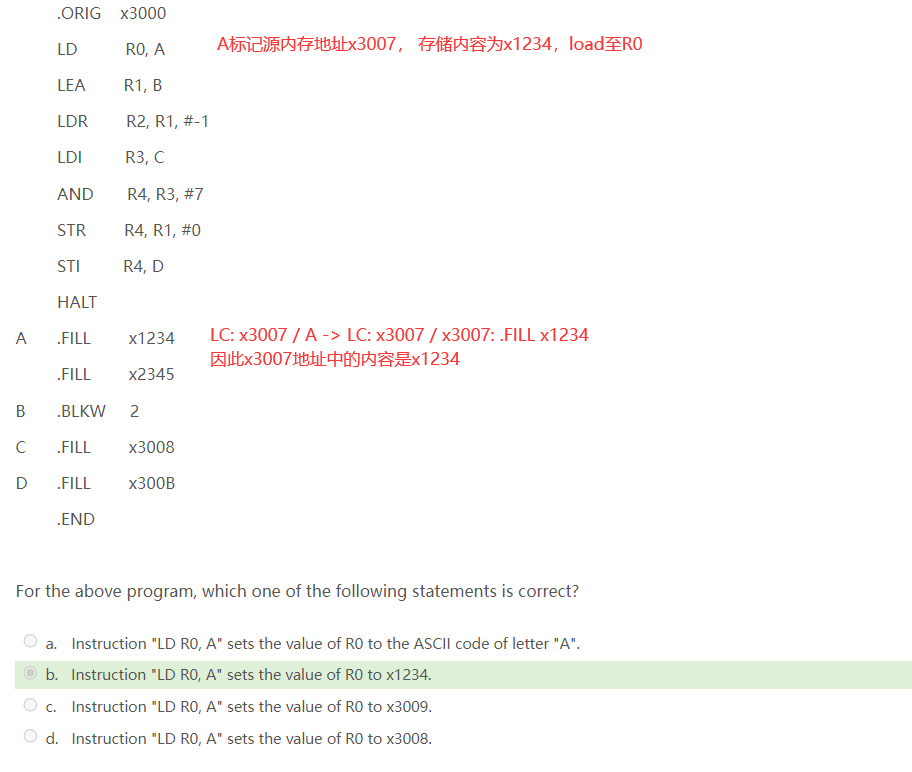 .ORIG x3000
LD R0, A A标记源内存地址x3007， 存储内容为x1234，load至R0
LEA R1, B
LDR R2, R1, #-1
LDI R3, C
AND R4, R3, #7
STR R4, R1, #0
STI R4, D
HALT
A .FILL x1234 LC: x3007 / A -> LC: x3007 / x3007: .FILL x1234
因此x3007地址中的内容是x1234
.FILL x2345
B .BLKW 2
C .FILL x3008
D .FILL x300B
.END
For the above program, which one of the following statements is correct?
a. Instruction "LD R0, A" sets the value of R0 to the ASCII code of letter "A".
b. Instruction "LD R0, A" sets the value of R0 to x1234.
c. Instruction "LD R0, A" sets the value of R0 to x3009.
d. Instruction "LD R0, A" sets the value of R0 to x3008.